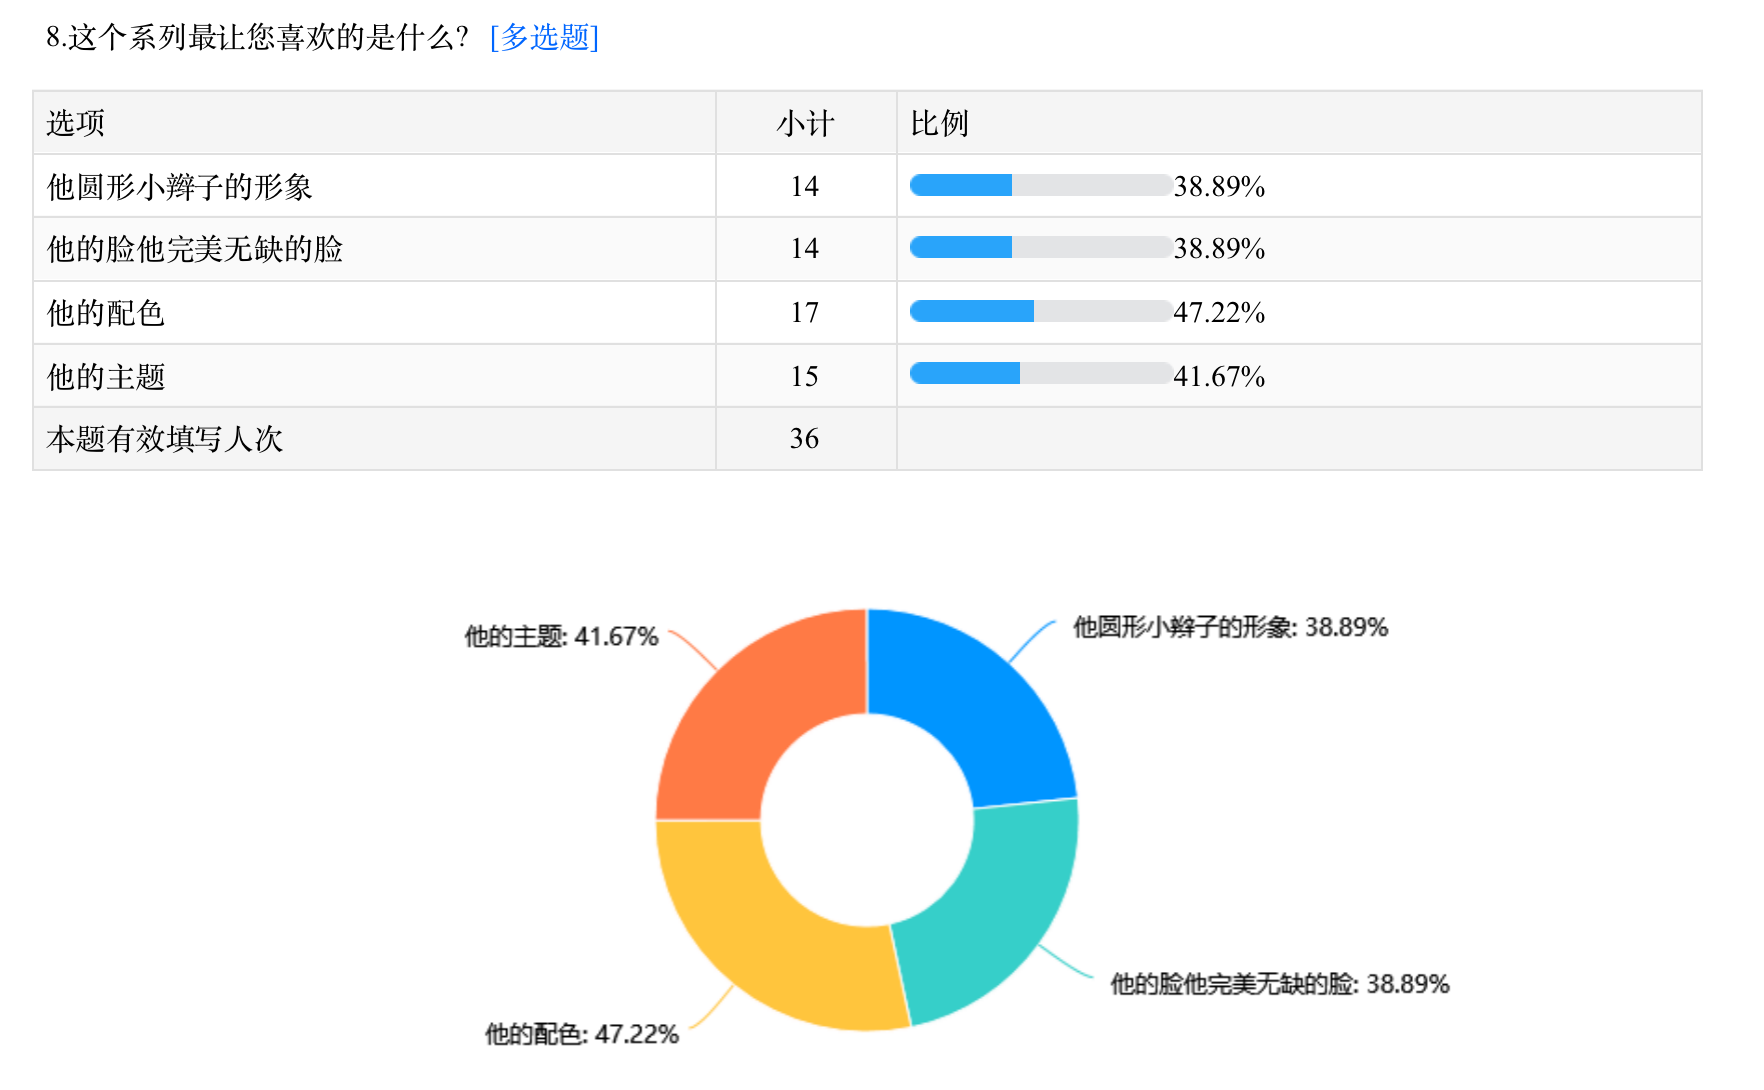 8.这个系列最让您喜欢的是什么? [多选题]
选项 小计 比例
他圆形小辫子的形象 14 38.89%
他的脸他完美无缺的脸 14 38.89%
他的配色 17 47.22%
他的主题 15 41.67%
本题有效填写人次 36
他的主题: 41.67%
他圆形小辫子的形象: 38.89%
他的脸他完美无缺的脸: 38.89%
他的配色: 47.22%